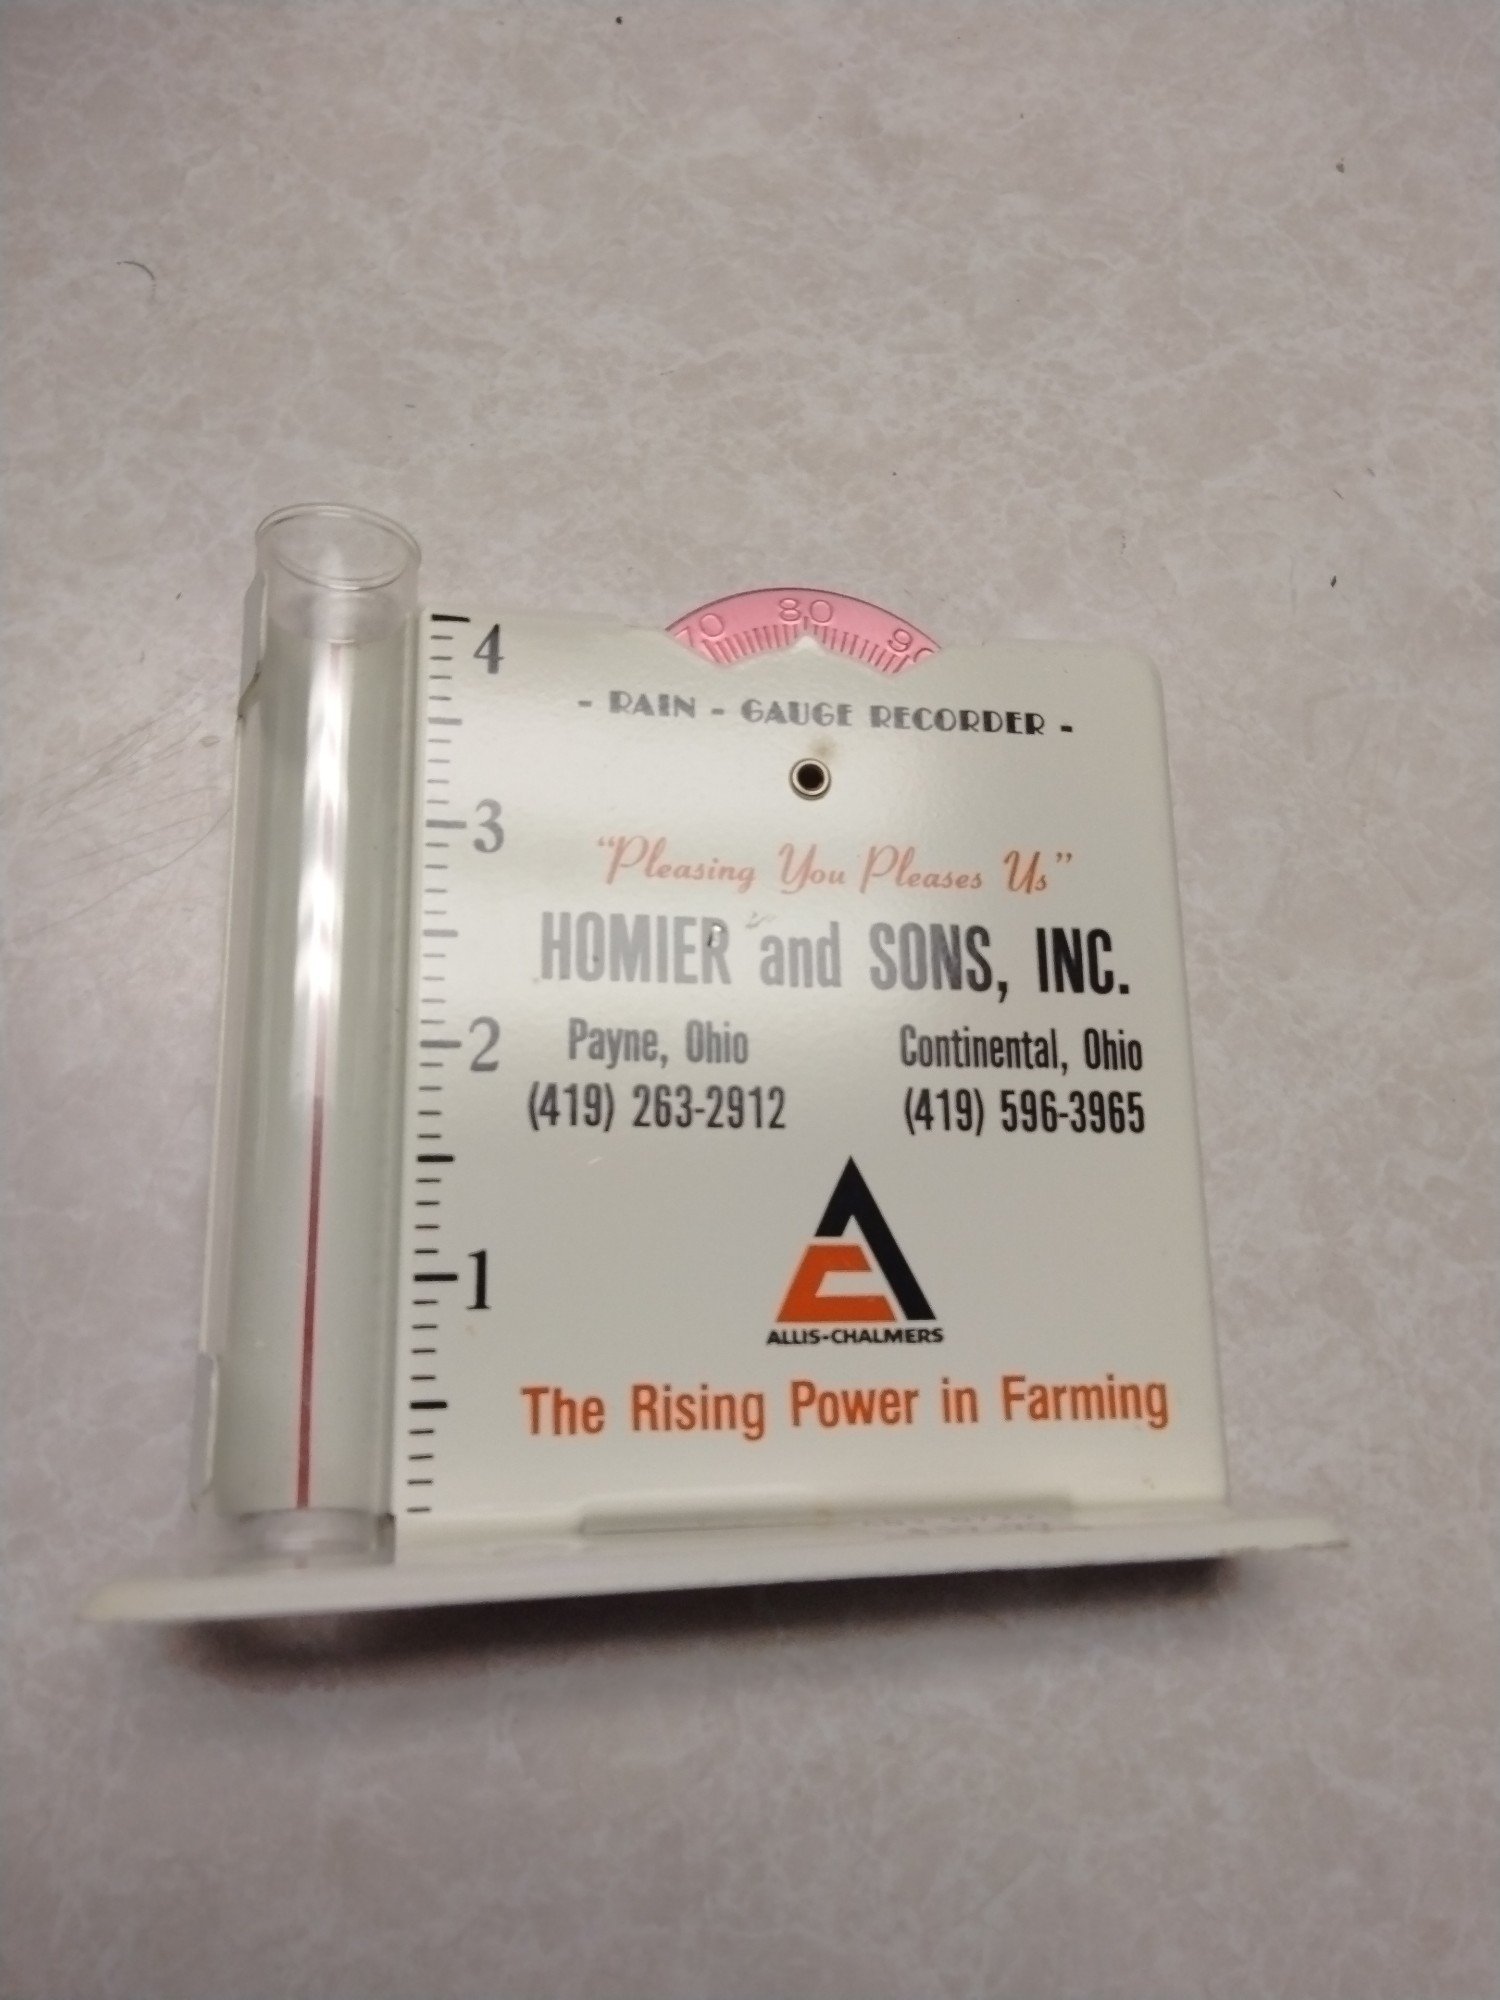 70 80 90
4
- RAIN - GAUGE RECORDER -
3
"Pleasing You Pleases Us"
HOMIER and SONS, INC.
2
Payne, Ohio Continental, Ohio
(419) 263-2912 (419) 596-3965
1
ALLIS-CHALMERS
The Rising Power in Farming